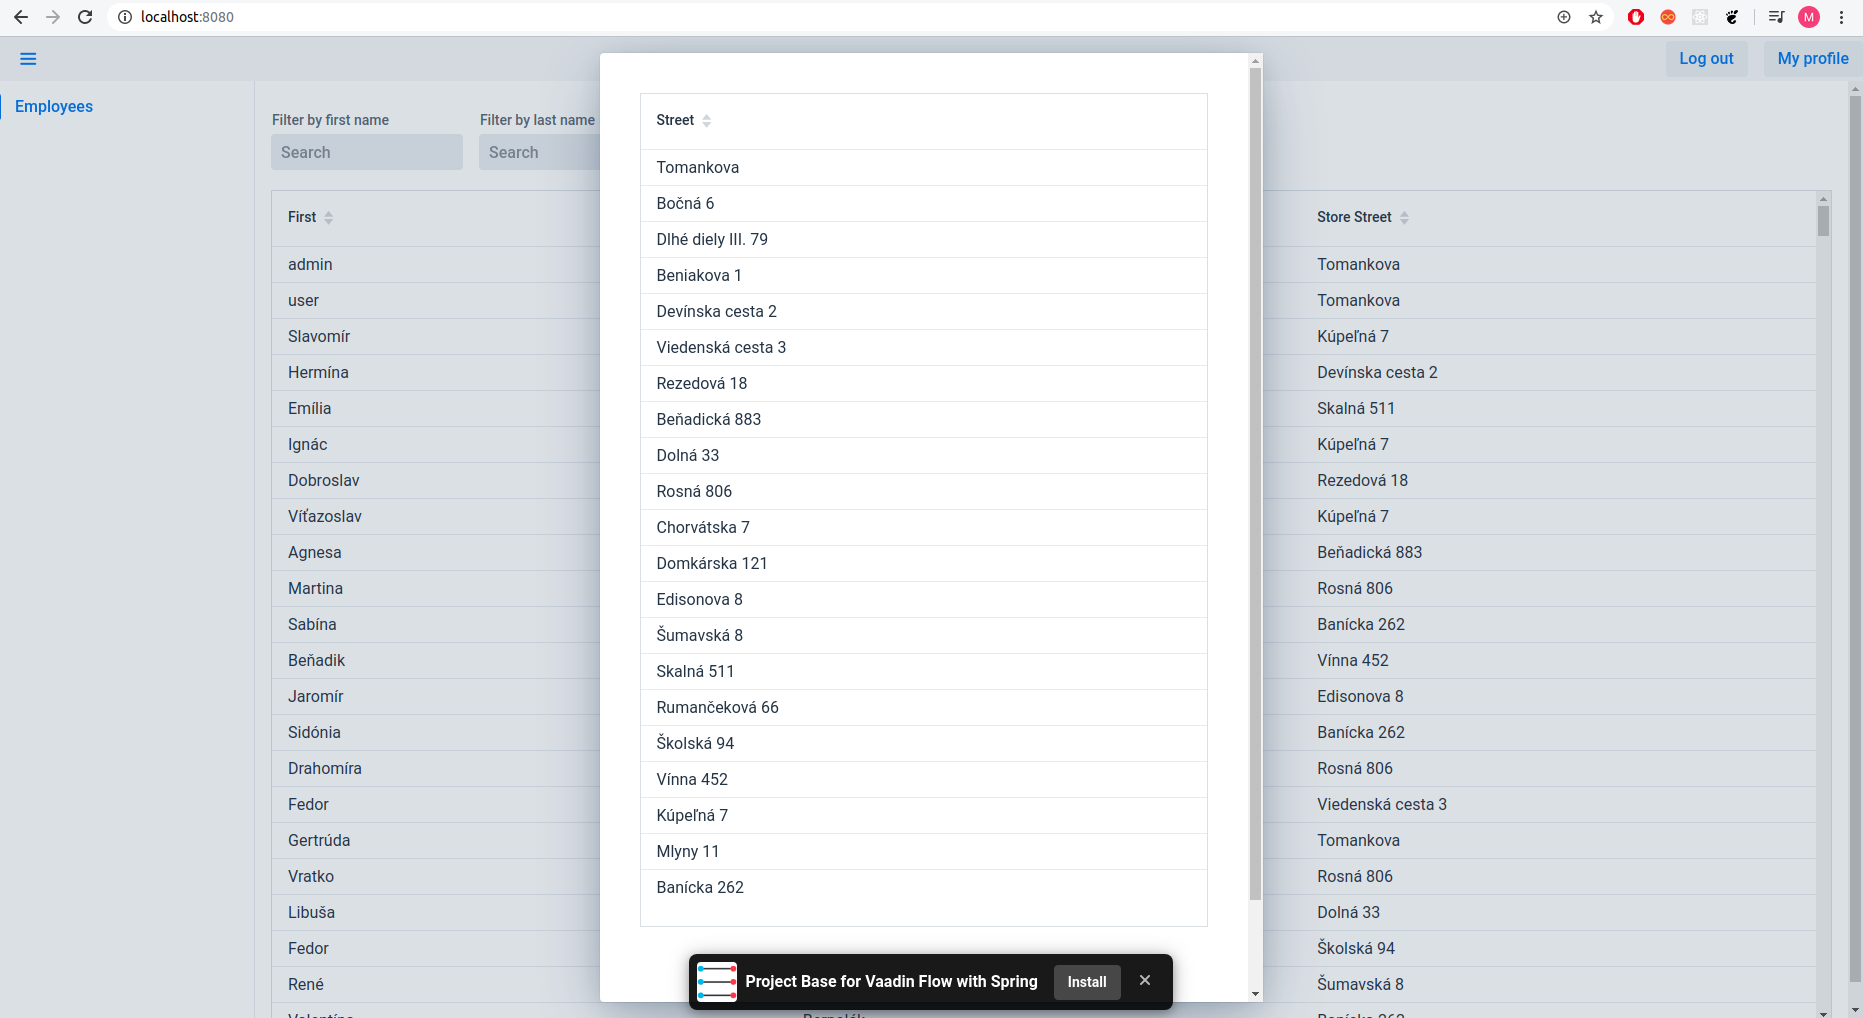 localhost:8080
M
Log out
My profile
Employees
Filter by first name
Filter by last name
Search
Search
First
Store Street
admin
Tomankova
user
Tomankova
Slavomír
Kúpeľná 7
Hermína
Devínska cesta 2
Emília
Skalná 511
Ignác
Kúpeľná 7
Dobroslav
Rezedová 18
Víťazoslav
Kúpeľná 7
Agnesa
Beňadická 883
Martina
Rosná 806
Sabína
Banícka 262
Beňadik
Vínna 452
Jaromír
Edisonova 8
Sidónia
Banícka 262
Drahomíra
Rosná 806
Fedor
Viedenská cesta 3
Gertrúda
Tomankova
Vratko
Rosná 806
Libuša
Dolná 33
Fedor
Školská 94
René
Šumavská 8
Street
Tomankova
Bočná 6
Dlhé diely III. 79
Beniakova 1
Devínska cesta 2
Viedenská cesta 3
Rezedová 18
Beňadická 883
Dolná 33
Rosná 806
Chorvátska 7
Domkárska 121
Edisonova 8
Šumavská 8
Skalná 511
Rumančeková 66
Školská 94
Vínna 452
Kúpeľná 7
Mlyny 11
Banícka 262
Project Base for Vaadin Flow with Spring
Install